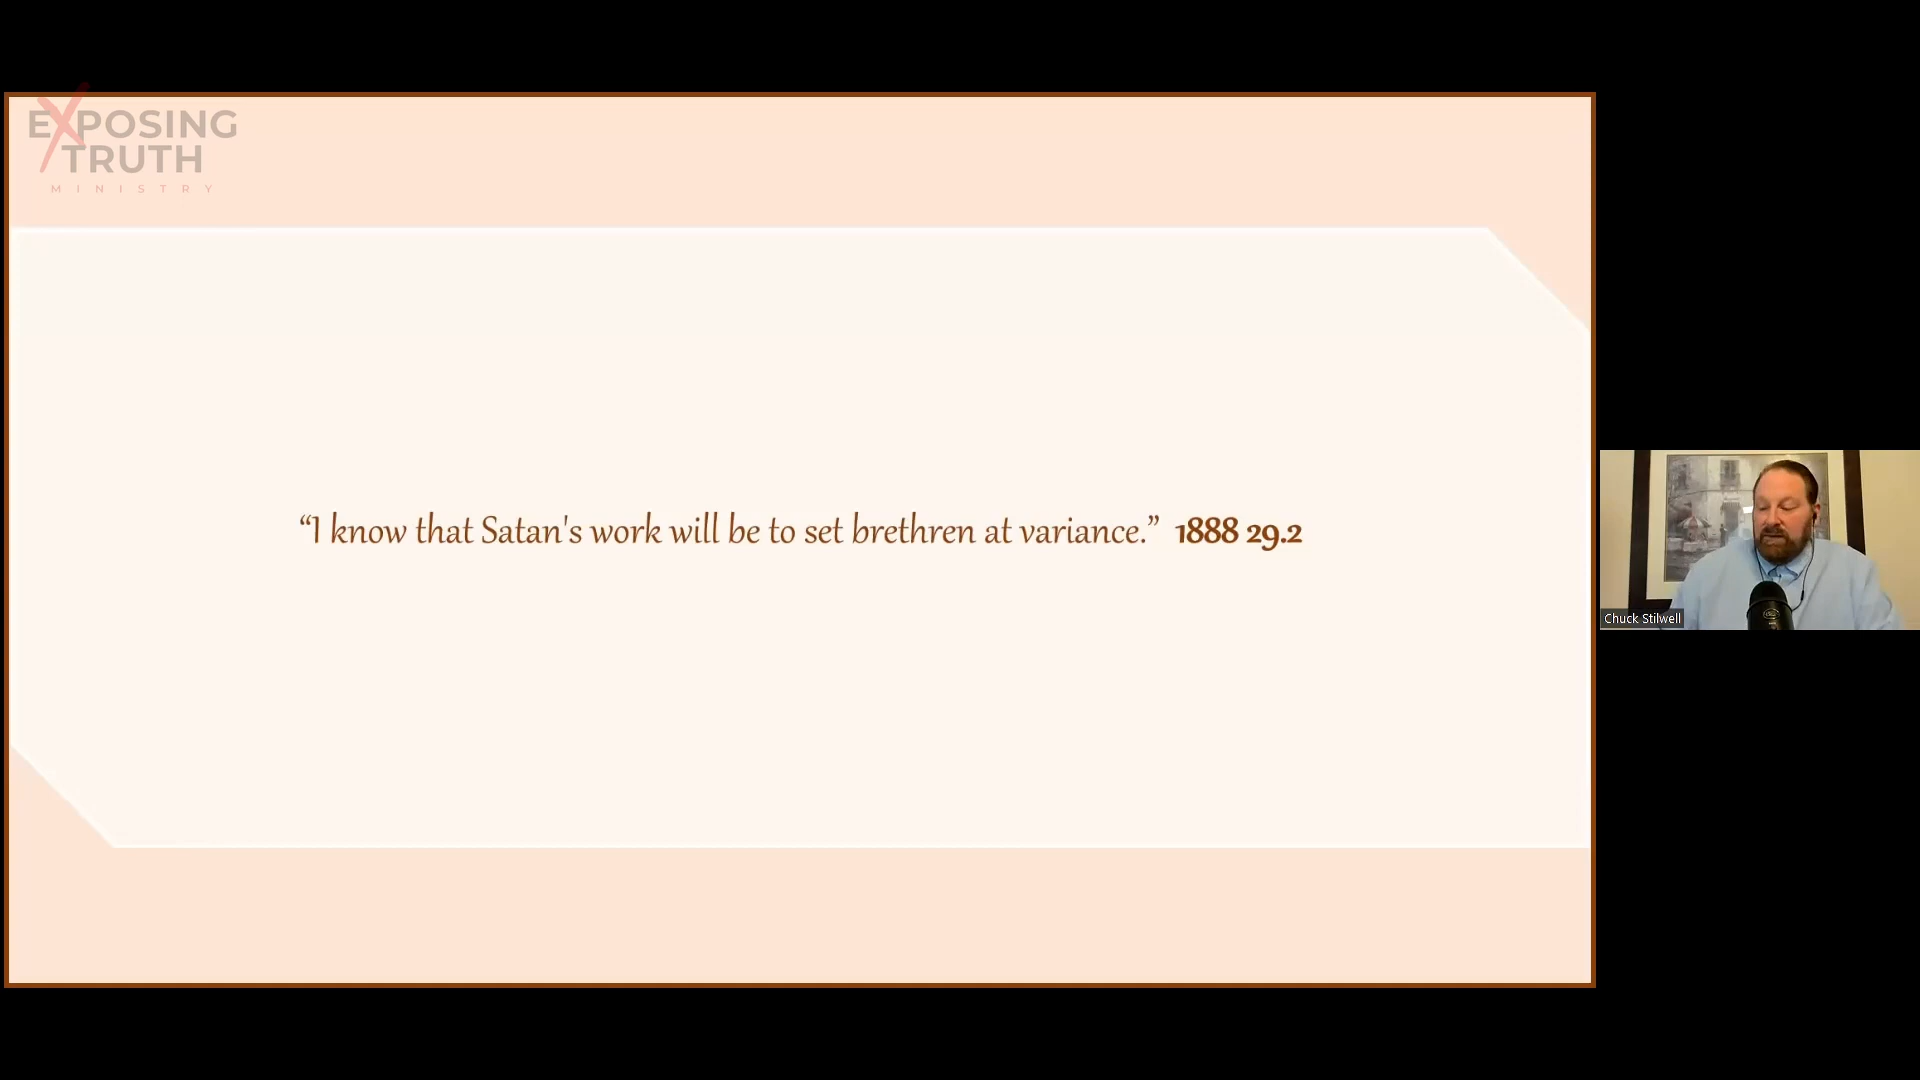 EXPOSING
TRUTH
MINISTRY
“I know that Satan's work will be to set brethren at variance.” 1888 29.2
Chuck Stilwell